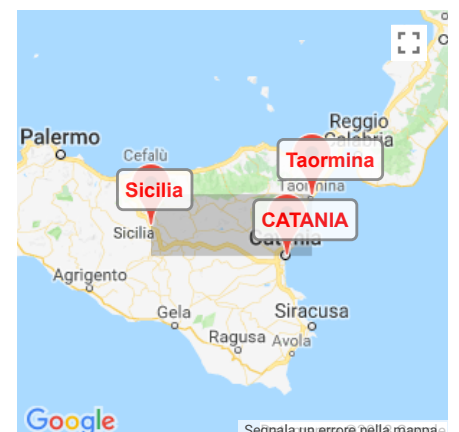 Reggio
Calabria
Palermo
Cefalù
Taormina
Taormina
Sicilia
CATANIA
Sicilia
Catania
Agrigento
Gela
Siracusa
Ragusa
Avola
Google
Segnala un errore nella mappa